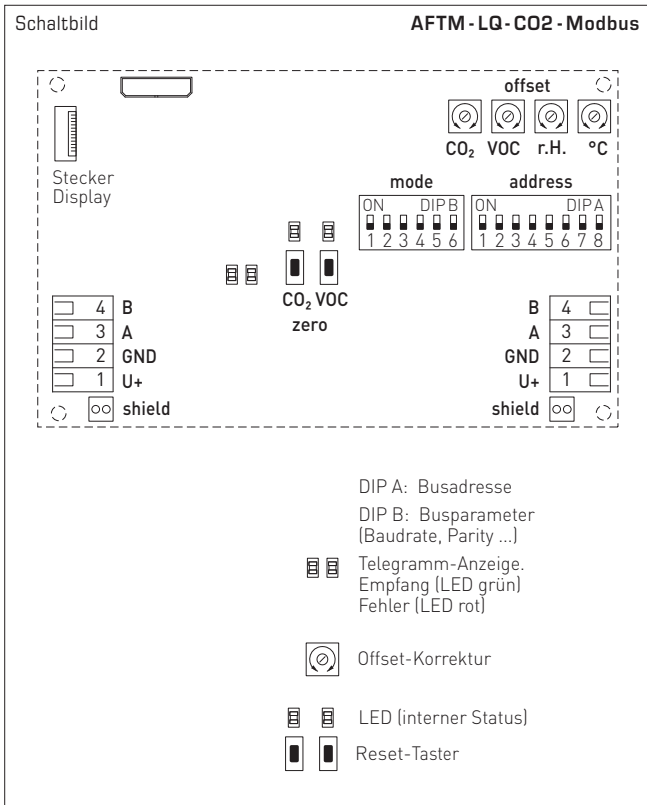 Schaltbild AFTM - LQ - CO2 - Modbus
offset
CO₂ VOC r.H. °C
Stecker
Display
mode address
ON DIP B ON DIP A
1 2 3 4 5 6 1 2 3 4 5 6 7 8
CO₂ VOC
zero
4 B B 4
3 A A 3
2 GND GND 2
1 U+ U+ 1
shield shield
DIP A: Busadresse
DIP B: Busparameter
(Baudrate, Parity ...)
Telegramm-Anzeige.
Empfang (LED grün)
Fehler (LED rot)
Offset-Korrektur
LED (interner Status)
Reset-Taster